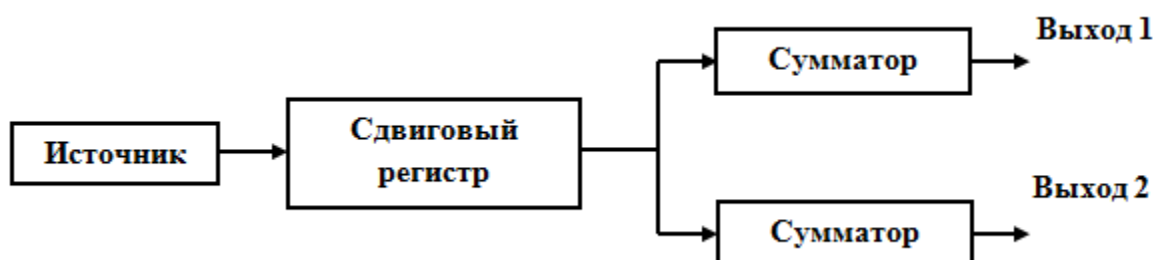 Источник
Сдвиговый
регистр
Сумматор
Выход 1
Сумматор
Выход 2